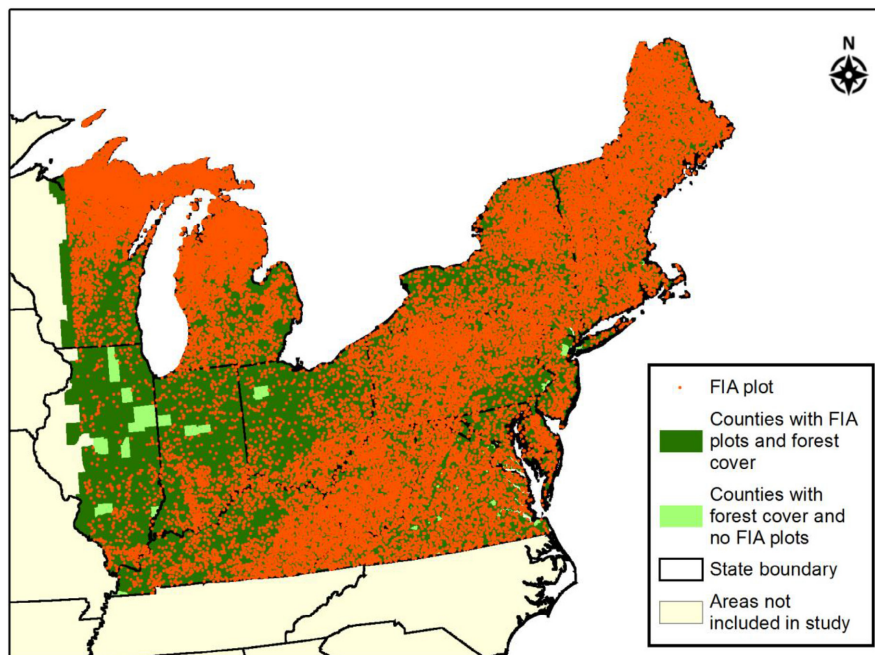 N
FIA plot
Counties with FIA
plots and forest
cover
Counties with
forest cover and
no FIA plots
State boundary
Areas not
included in study